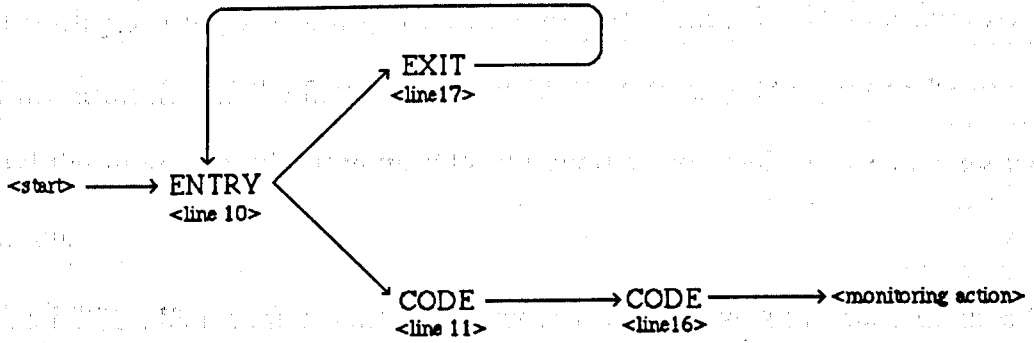 EXIT
<line17>
<start> ENTRY
<line 10>
CODE CODE <monitoring action>
<line 11> <line16>